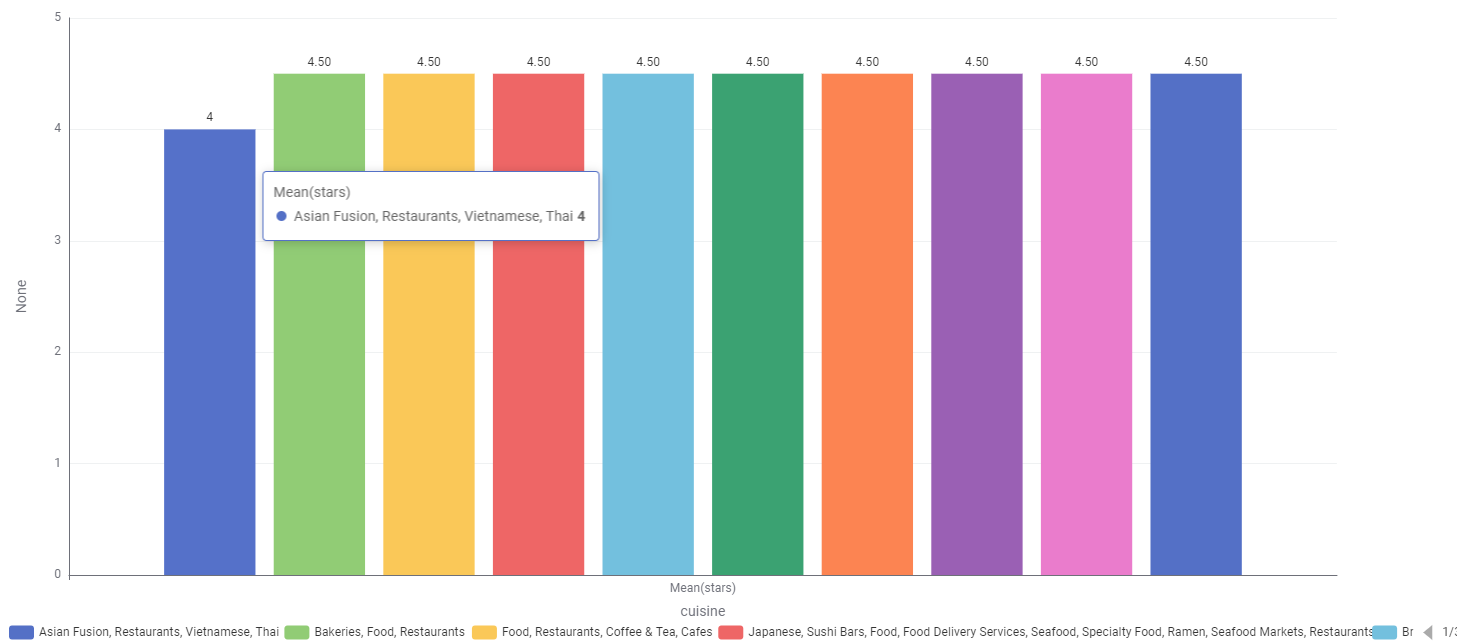 5
4.50 4.50 4.50 4.50 4.50 4.50 4.50 4.50 4.50
4
4
Mean(stars)
Asian Fusion, Restaurants, Vietnamese, Thai 4
3
None
2
1
0
Mean(stars)
cuisine
Asian Fusion, Restaurants, Vietnamese, Thai Bakeries, Food, Restaurants Food, Restaurants, Coffee & Tea, Cafes Japanese, Sushi Bars, Food, Food Delivery Services, Seafood, Specialty Food, Ramen, Seafood Markets, Restaurants Br 1/3